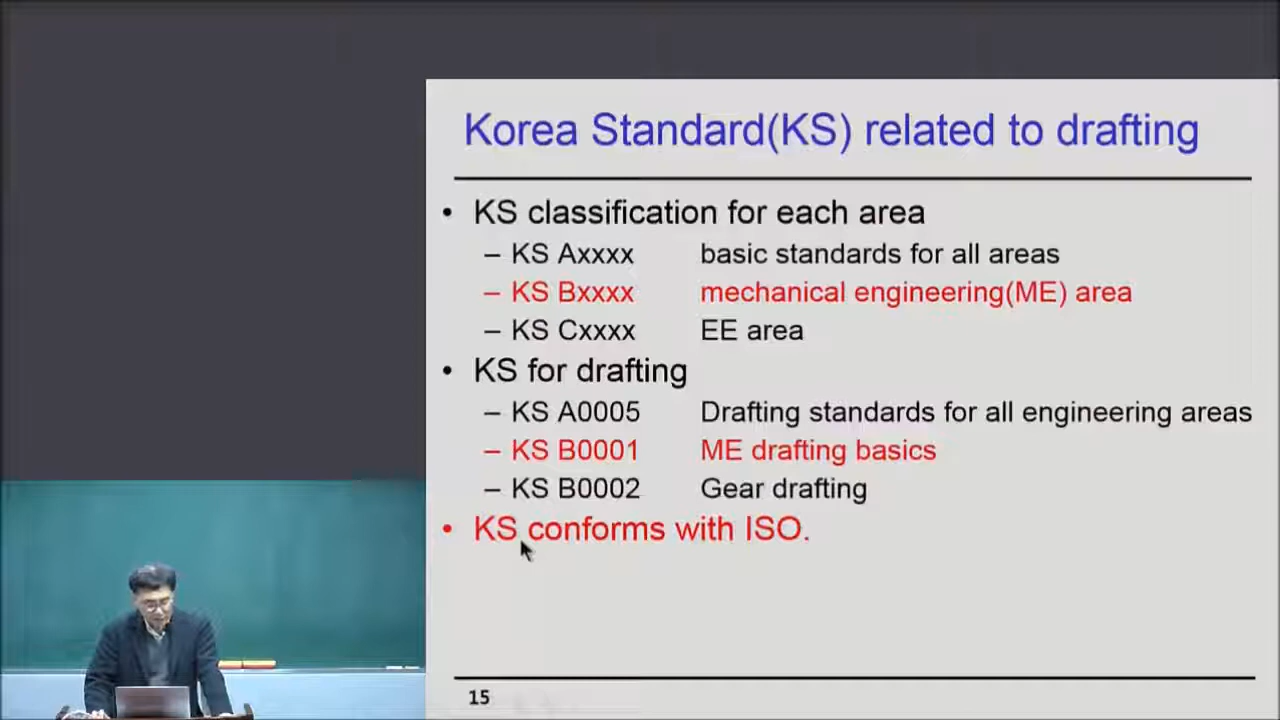 Korea Standard(KS) related to drafting
• KS classification for each area
– KS Axxxx basic standards for all areas
– KS Bxxxx mechanical engineering(ME) area
– KS Cxxxx EE area
• KS for drafting
– KS A0005 Drafting standards for all engineering areas
– KS B0001 ME drafting basics
– KS B0002 Gear drafting
• KS conforms with ISO.
15